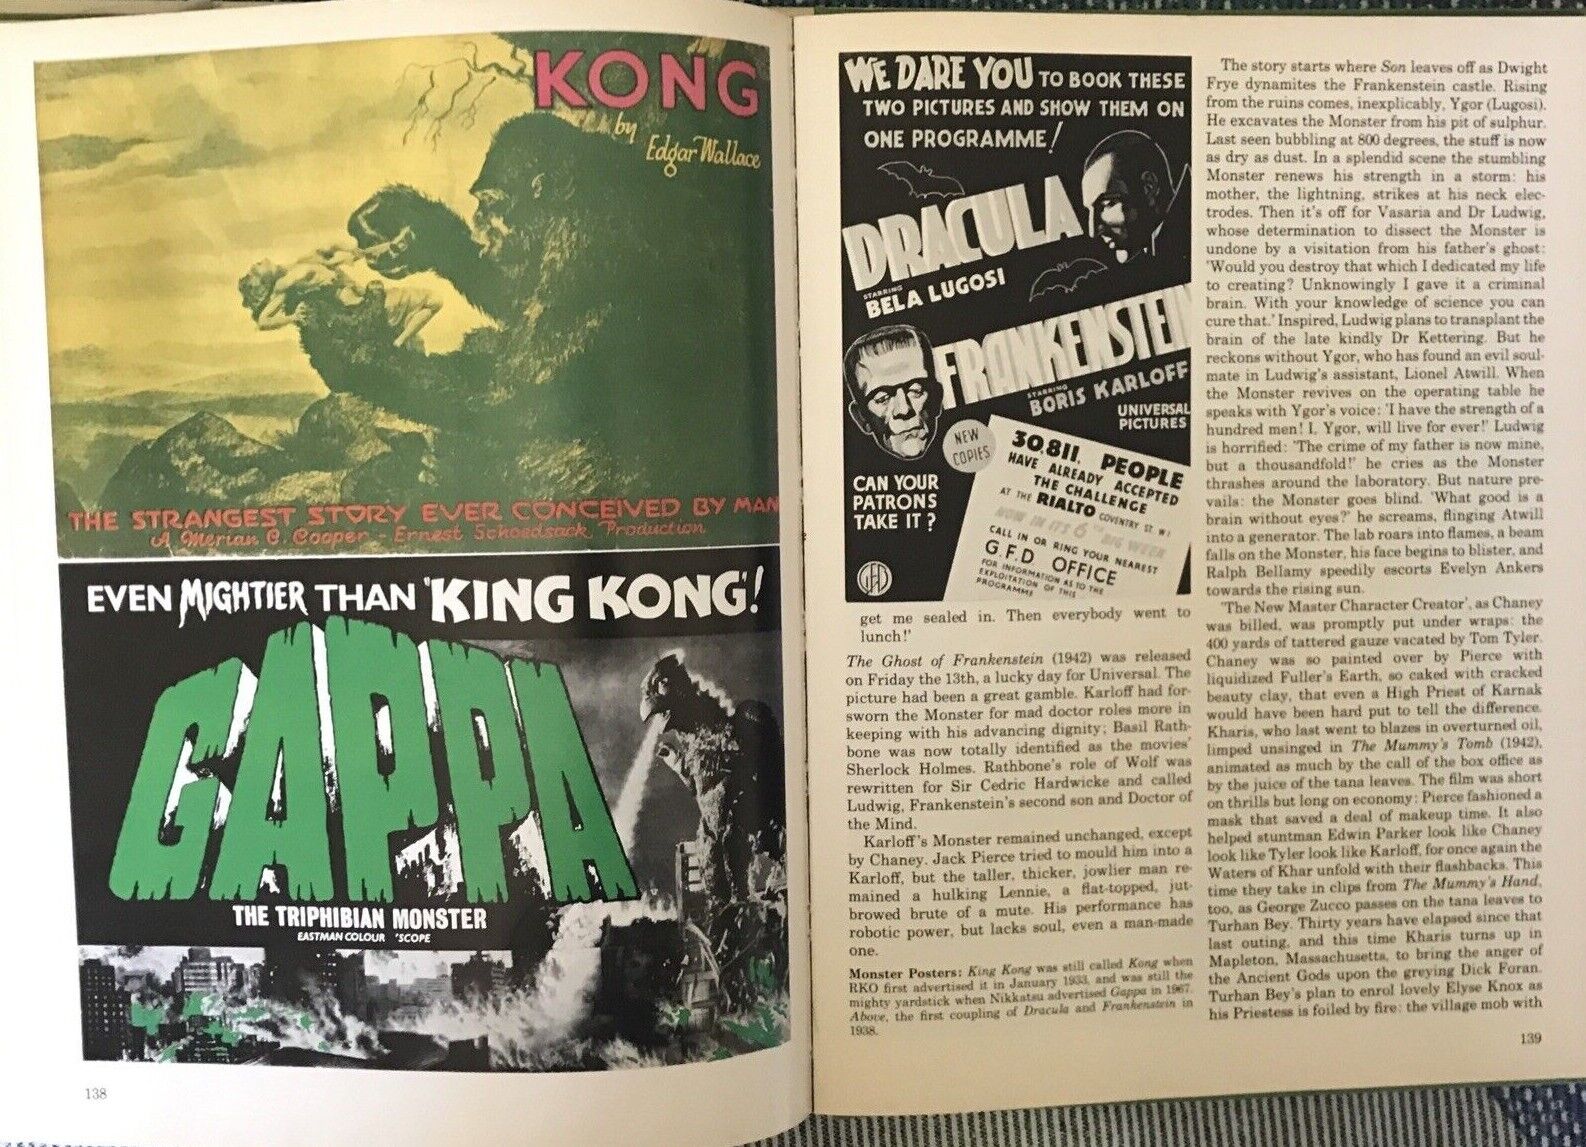 KONG
by
Edgar Wallace
THE STRANGEST STORY EVER CONCEIVED BY MAN
A Merian C. Cooper - Ernest Schoedsack Production
EVEN MIGHTIER THAN 'KING KONG'!
GAPPA
THE TRIPHIBIAN MONSTER
EASTMAN COLOUR 'SCOPE
138
WE DARE YOU TO BOOK THESE
TWO PICTURES AND SHOW THEM ON
ONE PROGRAMME!
DRACULA
STARRING
BELA LUGOSI
FRANKENSTEIN
STARRING
BORIS KARLOFF
UNIVERSAL
PICTURES
NEW
COPIES
CAN YOUR
PATRONS
TAKE IT?
30,811. PEOPLE
HAVE ALREADY ACCEPTED
THE CHALLENGE
AT THE RIALTO COVENTRY ST. W1
NOW IN ITS 6TH BIG WEEK
CALL IN OR RING YOUR NEAREST
G.F.D OFFICE
FOR INFORMATION AS TO THE
EXPLOITATION OF THIS
PROGRAMME
GFD
get me sealed in. Then everybody went to
lunch!'
The Ghost of Frankenstein (1942) was released
on Friday the 13th, a lucky day for Universal. The
picture had been a great gamble. Karloff had for-
sworn the Monster for mad doctor roles more in
keeping with his advancing dignity; Basil Rath-
bone was now totally identified as the movies'
Sherlock Holmes. Rathbone's role of Wolf was
rewritten for Sir Cedric Hardwicke and called
Ludwig, Frankenstein's second son and Doctor of
the Mind.
Karloff's Monster remained unchanged, except
by Chaney. Jack Pierce tried to mould him into a
Karloff, but the taller, thicker, jowlier man re-
mained a hulking Lennie, a flat-topped, jut-
browed brute of a mute. His performance has
robotic power, but lacks soul, even a man-made
one.
Monster Posters: King Kong was still called Kong when
RKO first advertised it in January 1933, and was still the
mighty yardstick when Nikkatsu advertised Gappa in 1967.
Above, the first coupling of Dracula and Frankenstein in
1938.
The story starts where Son leaves off as Dwight
Frye dynamites the Frankenstein castle. Rising
from the ruins comes, inexplicably, Ygor (Lugosi).
He excavates the Monster from his pit of sulphur.
Last seen bubbling at 800 degrees, the stuff is now
as dry as dust. In a splendid scene the stumbling
Monster renews his strength in a storm: his
mother, the lightning, strikes at his neck elec-
trodes. Then it's off for Vasaria and Dr Ludwig,
whose determination to dissect the Monster is
undone by a visitation from his father's ghost:
'Would you destroy that which I dedicated my life
to creating? Unknowingly I gave it a criminal
brain. With your knowledge of science you can
cure that.' Inspired, Ludwig plans to transplant the
brain of the late kindly Dr Kettering. But he
reckons without Ygor, who has found an evil soul-
mate in Ludwig's assistant, Lionel Atwill. When
the Monster revives on the operating table he
speaks with Ygor's voice: 'I have the strength of a
hundred men! I, Ygor, will live for ever!' Ludwig
is horrified: 'The crime of my father is now mine,
but a thousandfold!' he cries as the Monster
thrashes around the laboratory. But nature pre-
vails: the Monster goes blind. 'What good is a
brain without eyes?' he screams, flinging Atwill
into a generator. The lab roars into flames, a beam
falls on the Monster, his face begins to blister, and
Ralph Bellamy speedily escorts Evelyn Ankers
towards the rising sun.
'The New Master Character Creator', as Chaney
was billed, was promptly put under wraps: the
400 yards of tattered gauze vacated by Tom Tyler.
Chaney was so painted over by Pierce with
liquidized Fuller's Earth, so caked with cracked
beauty clay, that even a High Priest of Karnak
would have been hard put to tell the difference.
Kharis, who last went to blazes in overturned oil,
limped unsinged in The Mummy's Tomb (1942),
animated as much by the call of the box office as
by the juice of the tana leaves. The film was short
on thrills but long on economy: Pierce fashioned a
mask that saved a deal of makeup time. It also
helped stuntman Edwin Parker look like Chaney
look like Tyler look like Karloff, for once again the
Waters of Khar unfold with their flashbacks. This
time they take in clips from The Mummy's Hand,
too, as George Zucco passes on the tana leaves to
Turhan Bey. Thirty years have elapsed since that
last outing, and this time Kharis turns up in
Mapleton, Massachusetta, to bring the anger of
the Ancient Gods upon the greying Dick Foran.
Turhan Bey's plan to enrol lovely Elyse Knox as
his Priestess is foiled by fire: the village mob with
139